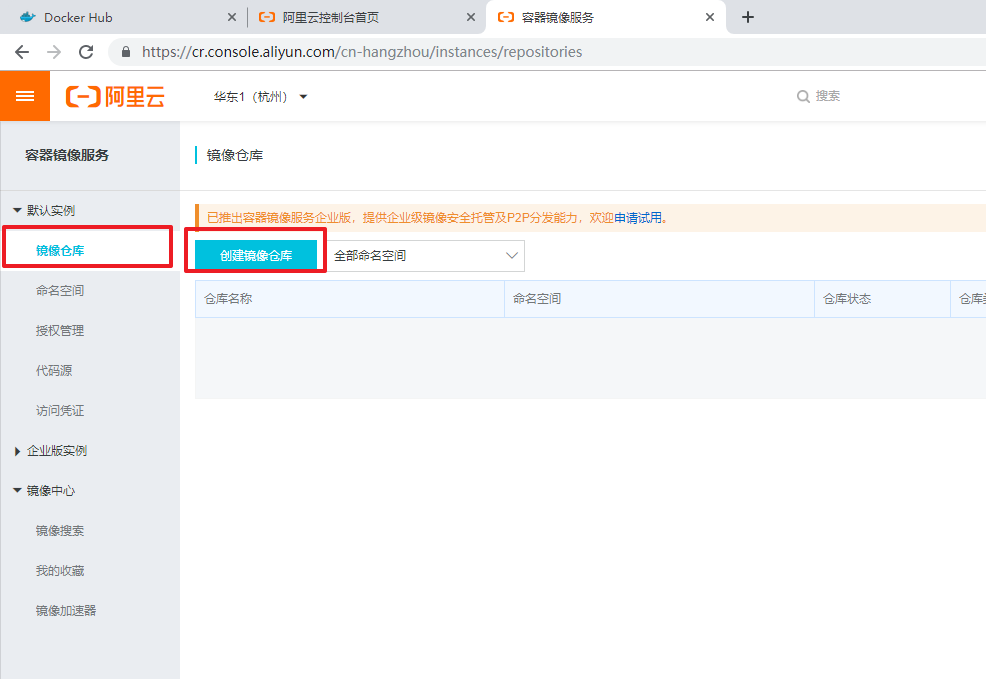 Docker Hub
阿里云控制台首页
容器镜像服务
https://cr.console.aliyun.com/cn-hangzhou/instances/repositories
阿里云
华东1（杭州）
搜索
容器镜像服务
镜像仓库
默认实例
已推出容器镜像服务企业版，提供企业级镜像安全托管及P2P分发能力，欢迎申请试用。
镜像仓库
创建镜像仓库
全部命名空间
命名空间
仓库名称
命名空间
仓库状态
授权管理
代码源
访问凭证
企业版实例
镜像中心
镜像搜索
我的收藏
镜像加速器